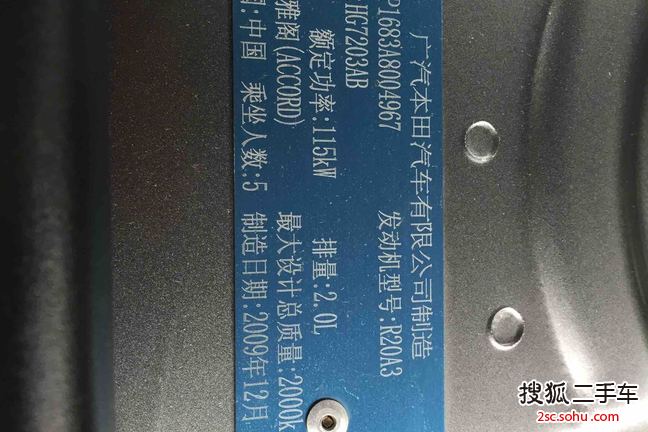 广汽本田汽车有限公司制造
P1683A8004967 发动机型号:R20A3
HG7203AB
额定功率:115kW 排量:2.0L
雅阁(ACCORD) 最大设计总质量:2000k
国:中国 乘坐人数:5 制造日期:2009年12月
搜狐二手车
2sc.sohu.com